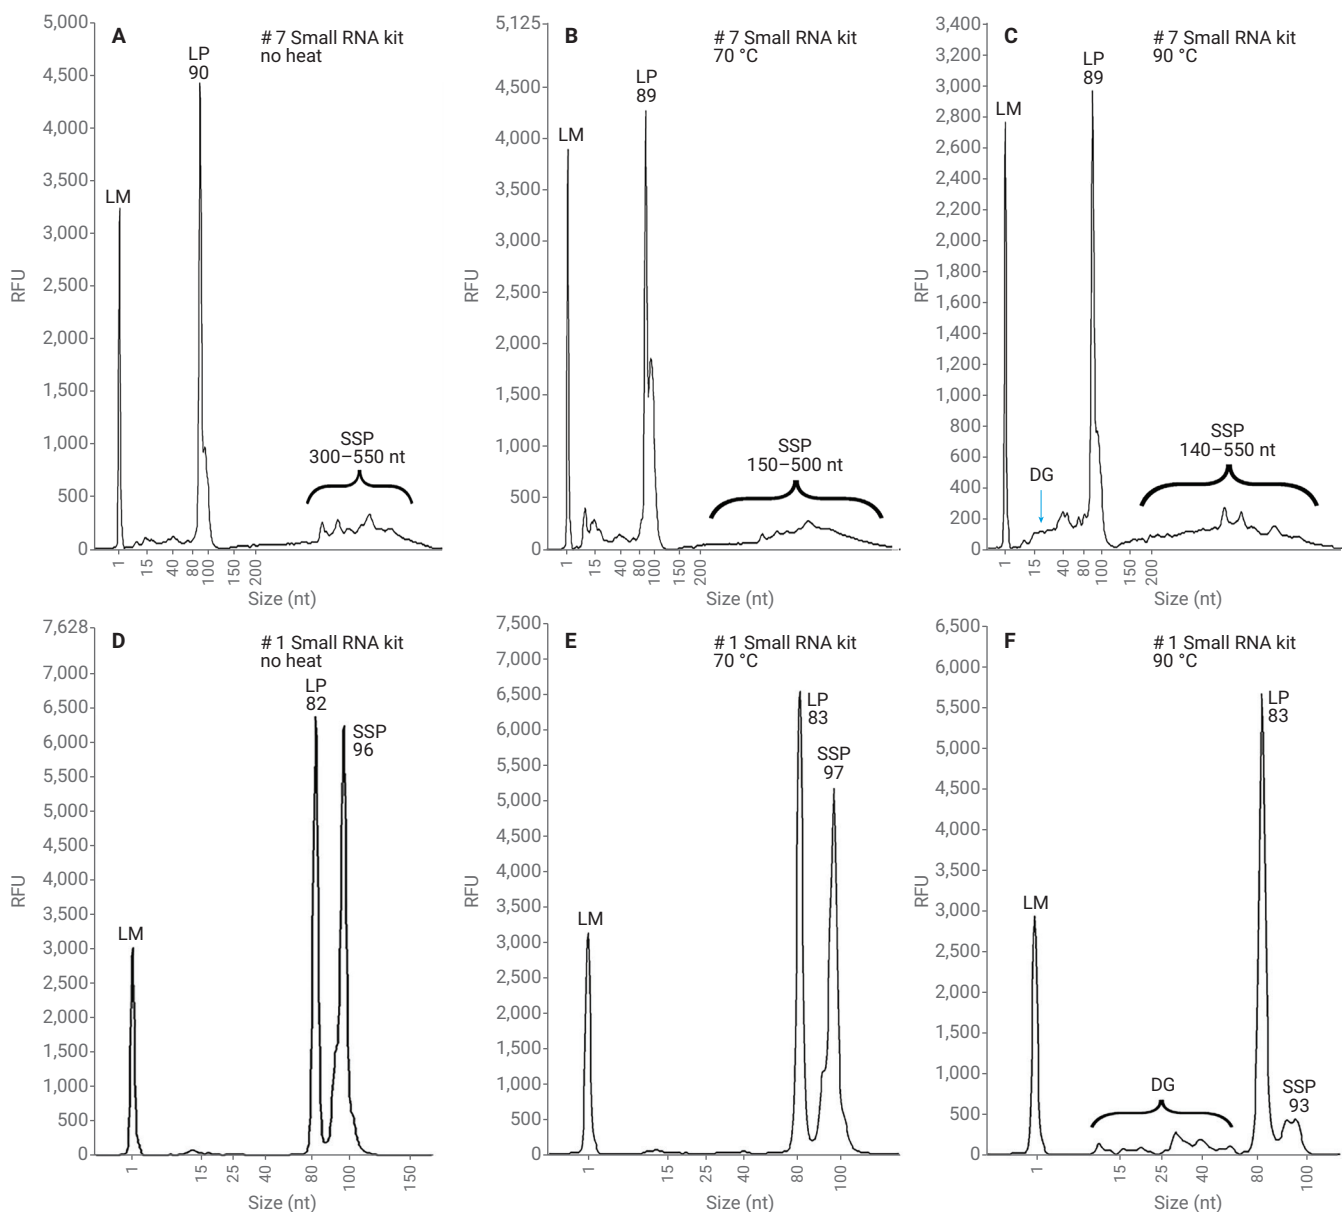 A
# 7 Small RNA kit
no heat
LP
90
LM
SSP
300–550 nt
RFU
5,000
4,500
4,000
3,500
3,000
2,500
2,000
1,500
1,000
500
0
1 15 40 80 100 150 200
Size (nt)
B
# 7 Small RNA kit
70 °C
LP
89
LM
SSP
150–500 nt
RFU
5,125
4,500
4,000
3,500
3,000
2,500
2,000
1,500
1,000
500
0
1 15 40 80 100 150 200
Size (nt)
C
# 7 Small RNA kit
90 °C
LP
89
LM
DG
SSP
140–550 nt
RFU
3,400
3,200
3,000
2,800
2,600
2,400
2,200
2,000
1,800
1,600
1,400
1,200
1,000
800
600
400
200
0
1 15 40 80 100 150 200
Size (nt)
D
# 1 Small RNA kit
no heat
LP
82
SSP
96
LM
RFU
7,628
7,000
6,500
6,000
5,500
5,000
4,500
4,000
3,500
3,000
2,500
2,000
1,500
1,000
500
0
1 15 25 40 80 100 150
Size (nt)
E
# 1 Small RNA kit
70 °C
LP
83
SSP
97
LM
RFU
7,500
7,000
6,500
6,000
5,500
5,000
4,500
4,000
3,500
3,000
2,500
2,000
1,500
1,000
500
0
1 15 25 40 80 100
Size (nt)
F
# 1 Small RNA kit
90 °C
LP
83
LM
DG
SSP
93
RFU
6,500
6,000
5,500
5,000
4,500
4,000
3,500
3,000
2,500
2,000
1,500
1,000
500
0
1 15 25 40 80 100
Size (nt)